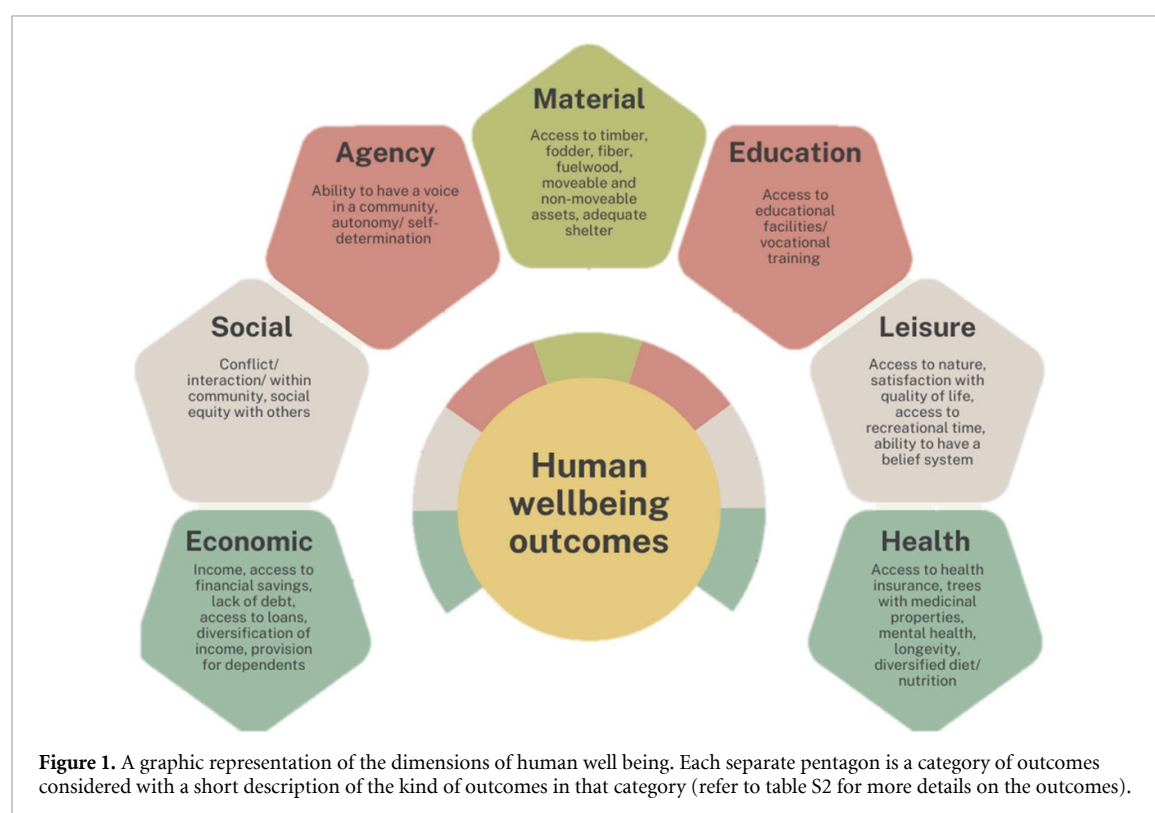 Material
Access to timber,
fodder, fiber,
fuelwood,
moveable and
non-moveable
assets, adequate
shelter
Agency
Ability to have a voice
in a community,
autonomy/ self-
determination
Education
Access to
educational
facilities/
vocational
training
Social
Conflict/
interaction/ within
community, social
equity with others
Leisure
Access to nature,
satisfaction with
quality of life,
access to
recreational time,
ability to have a
belief system
Human
wellbeing
outcomes
Economic
Income, access to
financial savings,
lack of debt,
access to loans,
diversification of
income, provision
for dependents
Health
Access to health
insurance, trees
with medicinal
properties,
mental health,
longevity,
diversified diet/
nutrition
Figure 1. A graphic representation of the dimensions of human well being. Each separate pentagon is a category of outcomes
considered with a short description of the kind of outcomes in that category (refer to table S2 for more details on the outcomes).